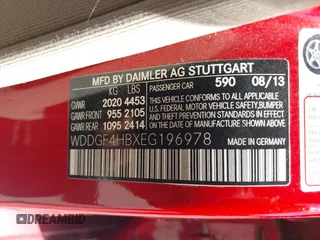 MFD BY DAIMLER AG STUTTGART
KG LBS PASSENGER CAR 590 08/13
GAWR 2020 4453
GAWR FRONT 955 2105
GAWR REAR 1095 2414
THIS VEHICLE CONFORMS TO ALL APPLICABLE
U.S. FEDERAL MOTOR VEHICLE SAFETY, BUMPER, AND
THEFT PREVENTION STANDARDS IN EFFECT ON THE
DATE OF MANUFACTURE SHOWN ABOVE.
WDDGF4HBXEG196978
MADE IN GERMANY
DREAMBID